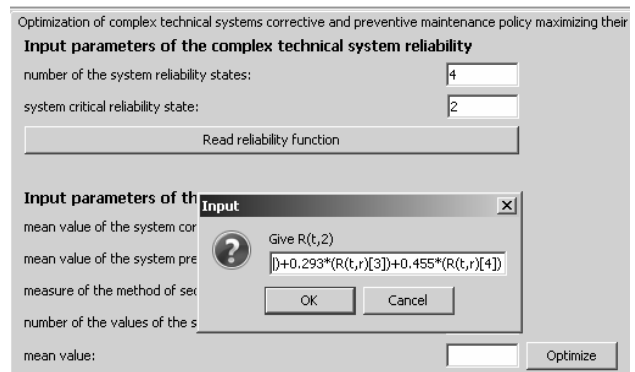 Optimization of complex technical systems corrective and preventive maintenance policy maximizing their
Input parameters of the complex technical system reliability
number of the system reliability states:
4
system critical reliability state:
2
Read reliability function
Input parameters of th
Input
mean value of the system cor
Give R(t,2)
mean value of the system pre
)+0.293*(R(t,r)[3])+0.455*(R(t,r)[4])
measure of the method of sec
OK Cancel
number of the values of the s
mean value:
Optimize